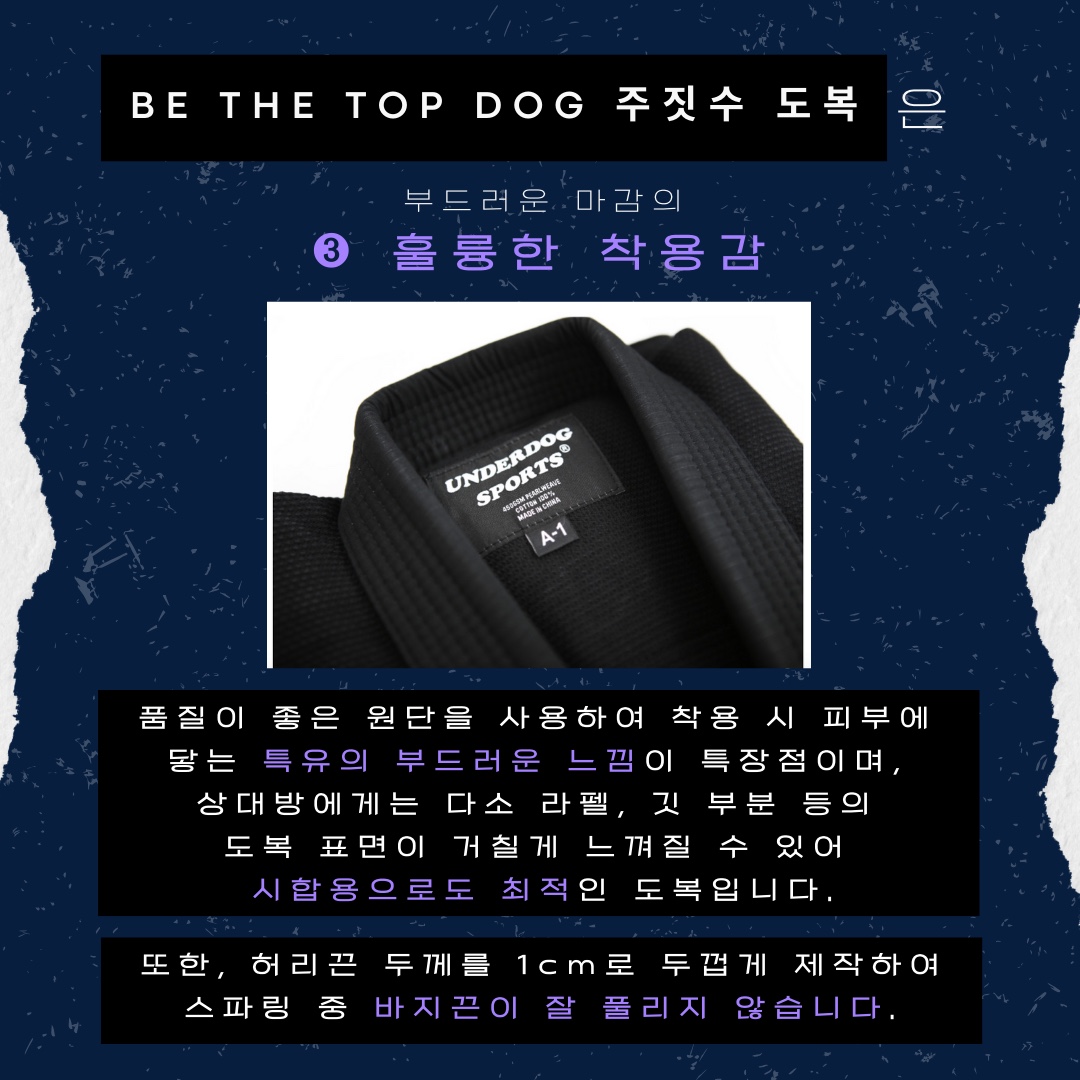 BE THE TOP DOG 주짓수 도복은
부드러운 마감의
❸ 훌륭한 착용감
UNDERDOG
SPORTS®
450GSM PEARLWEAVE
COTTON 100%
MADE IN CHINA
A-1
품질이 좋은 원단을 사용하여 착용 시 피부에
닿는 특유의 부드러운 느낌이 특장점이며,
상대방에게는 다소 라펠, 깃 부분 등의
도복 표면이 거칠게 느껴질 수 있어
시합용으로도 최적인 도복입니다.
또한, 허리끈 두께를 1cm로 두껍게 제작하여
스파링 중 바지끈이 잘 풀리지 않습니다.